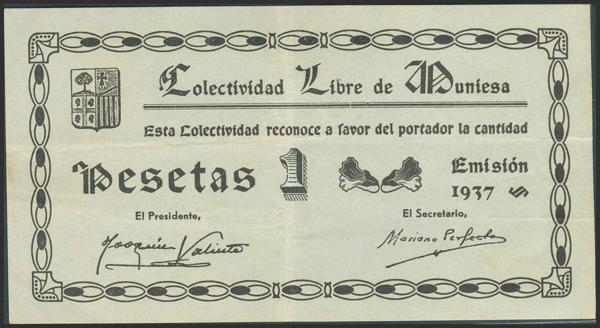 Colectividad Libre de Muniesa
Esta Colectividad reconoce a favor del portador la cantidad
Pesetas 1
Emisión
1937
El Presidente,
El Secretario,
Joaquín Valiente
Mariano Perfecto